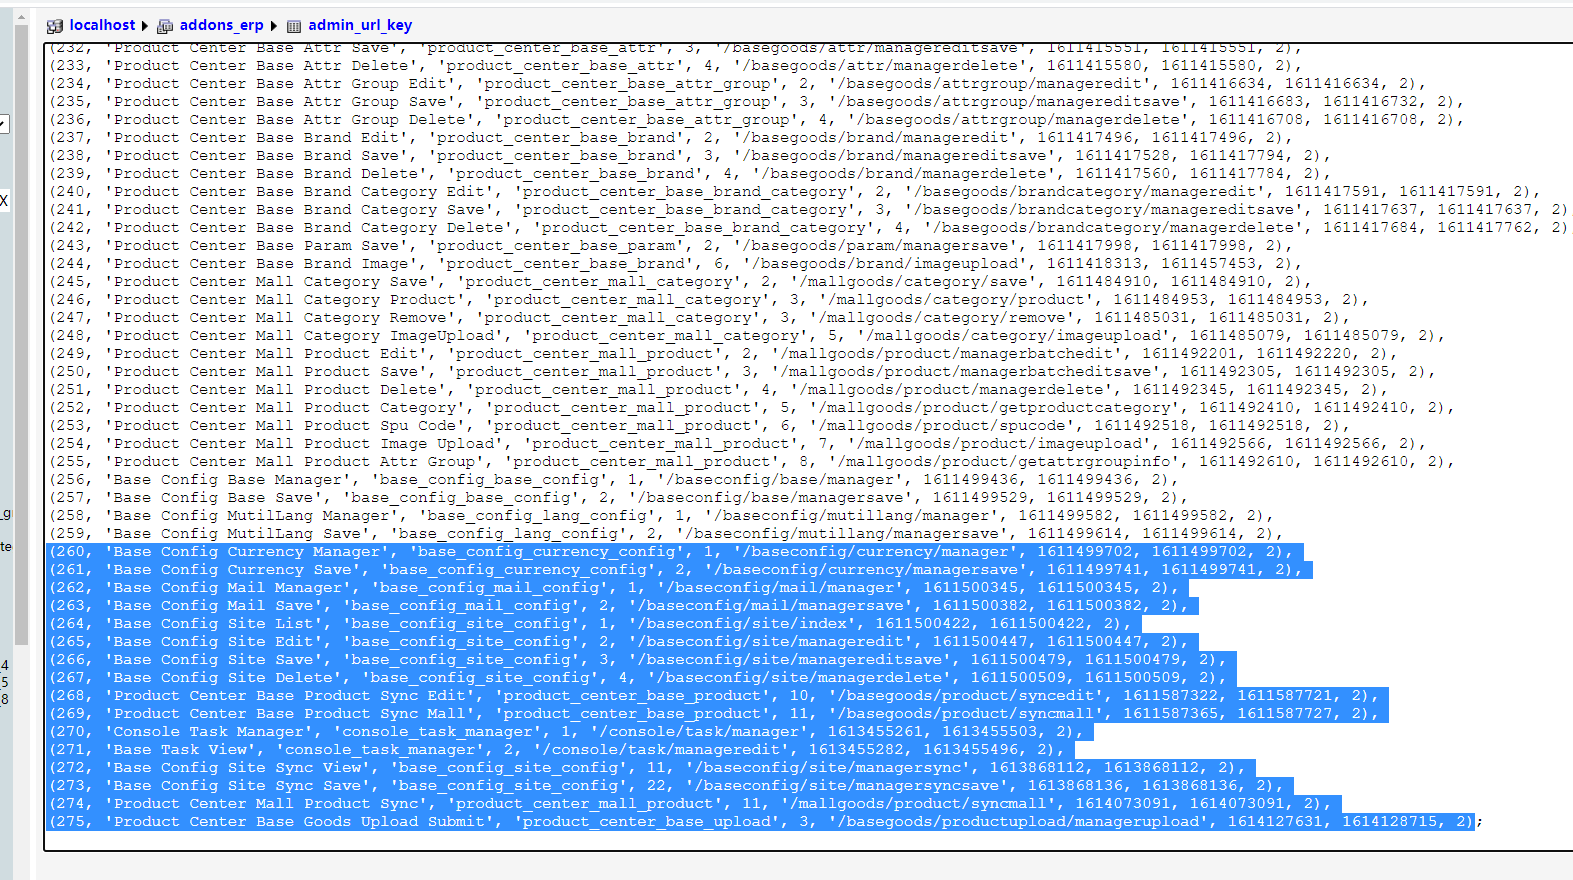 localhost ▶ addons_erp ▶ admin_url_key
(232, 'Product Center Base Attr Save', 'product_center_base_attr', 3, '/basegoods/attr/managereditsave', 1611415551, 1611415551, 2),
(233, 'Product Center Base Attr Delete', 'product_center_base_attr', 4, '/basegoods/attr/managerdelete', 1611415580, 1611415580, 2),
(234, 'Product Center Base Attr Group Edit', 'product_center_base_attr_group', 2, '/basegoods/attrgroup/manageredit', 1611416634, 1611416634, 2),
(235, 'Product Center Base Attr Group Save', 'product_center_base_attr_group', 3, '/basegoods/attrgroup/managereditsave', 1611416683, 1611416732, 2),
(236, 'Product Center Base Attr Group Delete', 'product_center_base_attr_group', 4, '/basegoods/attrgroup/managerdelete', 1611416708, 1611416708, 2),
(237, 'Product Center Base Brand Edit', 'product_center_base_brand', 2, '/basegoods/brand/manageredit', 1611417496, 1611417496, 2),
(238, 'Product Center Base Brand Save', 'product_center_base_brand', 3, '/basegoods/brand/managereditsave', 1611417528, 1611417794, 2),
(239, 'Product Center Base Brand Delete', 'product_center_base_brand', 4, '/basegoods/brand/managerdelete', 1611417560, 1611417784, 2),
(240, 'Product Center Base Brand Category Edit', 'product_center_base_brand_category', 2, '/basegoods/brandcategory/manageredit', 1611417591, 1611417591, 2),
(241, 'Product Center Base Brand Category Save', 'product_center_base_brand_category', 3, '/basegoods/brandcategory/managereditsave', 1611417637, 1611417637, 2)
(242, 'Product Center Base Brand Category Delete', 'product_center_base_brand_category', 4, '/basegoods/brandcategory/managerdelete', 1611417684, 1611417762, 2)
(243, 'Product Center Base Param Save', 'product_center_base_param', 2, '/basegoods/param/managersave', 1611417998, 1611417998, 2),
(244, 'Product Center Base Brand Image', 'product_center_base_brand', 6, '/basegoods/brand/imageupload', 1611418313, 1611457453, 2),
(245, 'Product Center Mall Category Save', 'product_center_mall_category', 2, '/mallgoods/category/save', 1611484910, 1611484910, 2),
(246, 'Product Center Mall Category Product', 'product_center_mall_category', 3, '/mallgoods/category/product', 1611484953, 1611484953, 2),
(247, 'Product Center Mall Category Remove', 'product_center_mall_category', 3, '/mallgoods/category/remove', 1611485031, 1611485031, 2),
(248, 'Product Center Mall Category ImageUpload', 'product_center_mall_category', 5, '/mallgoods/category/imageupload', 1611485079, 1611485079, 2),
(249, 'Product Center Mall Product Edit', 'product_center_mall_product', 2, '/mallgoods/product/managerbatchedit', 1611492201, 1611492220, 2),
(250, 'Product Center Mall Product Save', 'product_center_mall_product', 3, '/mallgoods/product/managerbatcheditsave', 1611492305, 1611492305, 2),
(251, 'Product Center Mall Product Delete', 'product_center_mall_product', 4, '/mallgoods/product/managerdelete', 1611492345, 1611492345, 2),
(252, 'Product Center Mall Product Category', 'product_center_mall_product', 5, '/mallgoods/product/getproductcategory', 1611492410, 1611492410, 2),
(253, 'Product Center Mall Product Spu Code', 'product_center_mall_product', 6, '/mallgoods/product/spucode', 1611492518, 1611492518, 2),
(254, 'Product Center Mall Product Image Upload', 'product_center_mall_product', 7, '/mallgoods/product/imageupload', 1611492566, 1611492566, 2),
(255, 'Product Center Mall Product Attr Group', 'product_center_mall_product', 8, '/mallgoods/product/getattrgroupinfo', 1611492610, 1611492610, 2),
(256, 'Base Config Base Manager', 'base_config_base_config', 1, '/baseconfig/base/manager', 1611499436, 1611499436, 2),
(257, 'Base Config Base Save', 'base_config_base_config', 2, '/baseconfig/base/managersave', 1611499529, 1611499529, 2),
(258, 'Base Config MutilLang Manager', 'base_config_lang_config', 1, '/baseconfig/mutillang/manager', 1611499582, 1611499582, 2),
(259, 'Base Config MutilLang Save', 'base_config_lang_config', 2, '/baseconfig/mutillang/managersave', 1611499614, 1611499614, 2),
(260, 'Base Config Currency Manager', 'base_config_currency_config', 1, '/baseconfig/currency/manager', 1611499702, 1611499702, 2),
(261, 'Base Config Currency Save', 'base_config_currency_config', 2, '/baseconfig/currency/managersave', 1611499741, 1611499741, 2),
(262, 'Base Config Mail Manager', 'base_config_mail_config', 1, '/baseconfig/mail/manager', 1611500345, 1611500345, 2),
(263, 'Base Config Mail Save', 'base_config_mail_config', 2, '/baseconfig/mail/managersave', 1611500382, 1611500382, 2),
(264, 'Base Config Site List', 'base_config_site_config', 1, '/baseconfig/site/index', 1611500422, 1611500422, 2),
(265, 'Base Config Site Edit', 'base_config_site_config', 2, '/baseconfig/site/manageredit', 1611500447, 1611500447, 2),
(266, 'Base Config Site Save', 'base_config_site_config', 3, '/baseconfig/site/managereditsave', 1611500479, 1611500479, 2),
(267, 'Base Config Site Delete', 'base_config_site_config', 4, '/baseconfig/site/managerdelete', 1611500509, 1611500509, 2),
(268, 'Product Center Base Product Sync Edit', 'product_center_base_product', 10, '/basegoods/product/syncedit', 1611587322, 1611587721, 2),
(269, 'Product Center Base Product Sync Mall', 'product_center_base_product', 11, '/basegoods/product/syncmall', 1611587365, 1611587727, 2),
(270, 'Console Task Manager', 'console_task_manager', 1, '/console/task/manager', 1613455261, 1613455503, 2),
(271, 'Base Task View', 'console_task_manager', 2, '/console/task/manageredit', 1613455282, 1613455496, 2),
(272, 'Base Config Site Sync View', 'base_config_site_config', 11, '/baseconfig/site/managersync', 1613868112, 1613868112, 2),
(273, 'Base Config Site Sync Save', 'base_config_site_config', 22, '/baseconfig/site/managersyncsave', 1613868136, 1613868136, 2),
(274, 'Product Center Mall Product Sync', 'product_center_mall_product', 11, '/mallgoods/product/syncmall', 1614073091, 1614073091, 2),
(275, 'Product Center Base Goods Upload Submit', 'product_center_base_upload', 3, '/basegoods/productupload/managerupload', 1614127631, 1614128715, 2);
X
_g
te
4
_5
_8